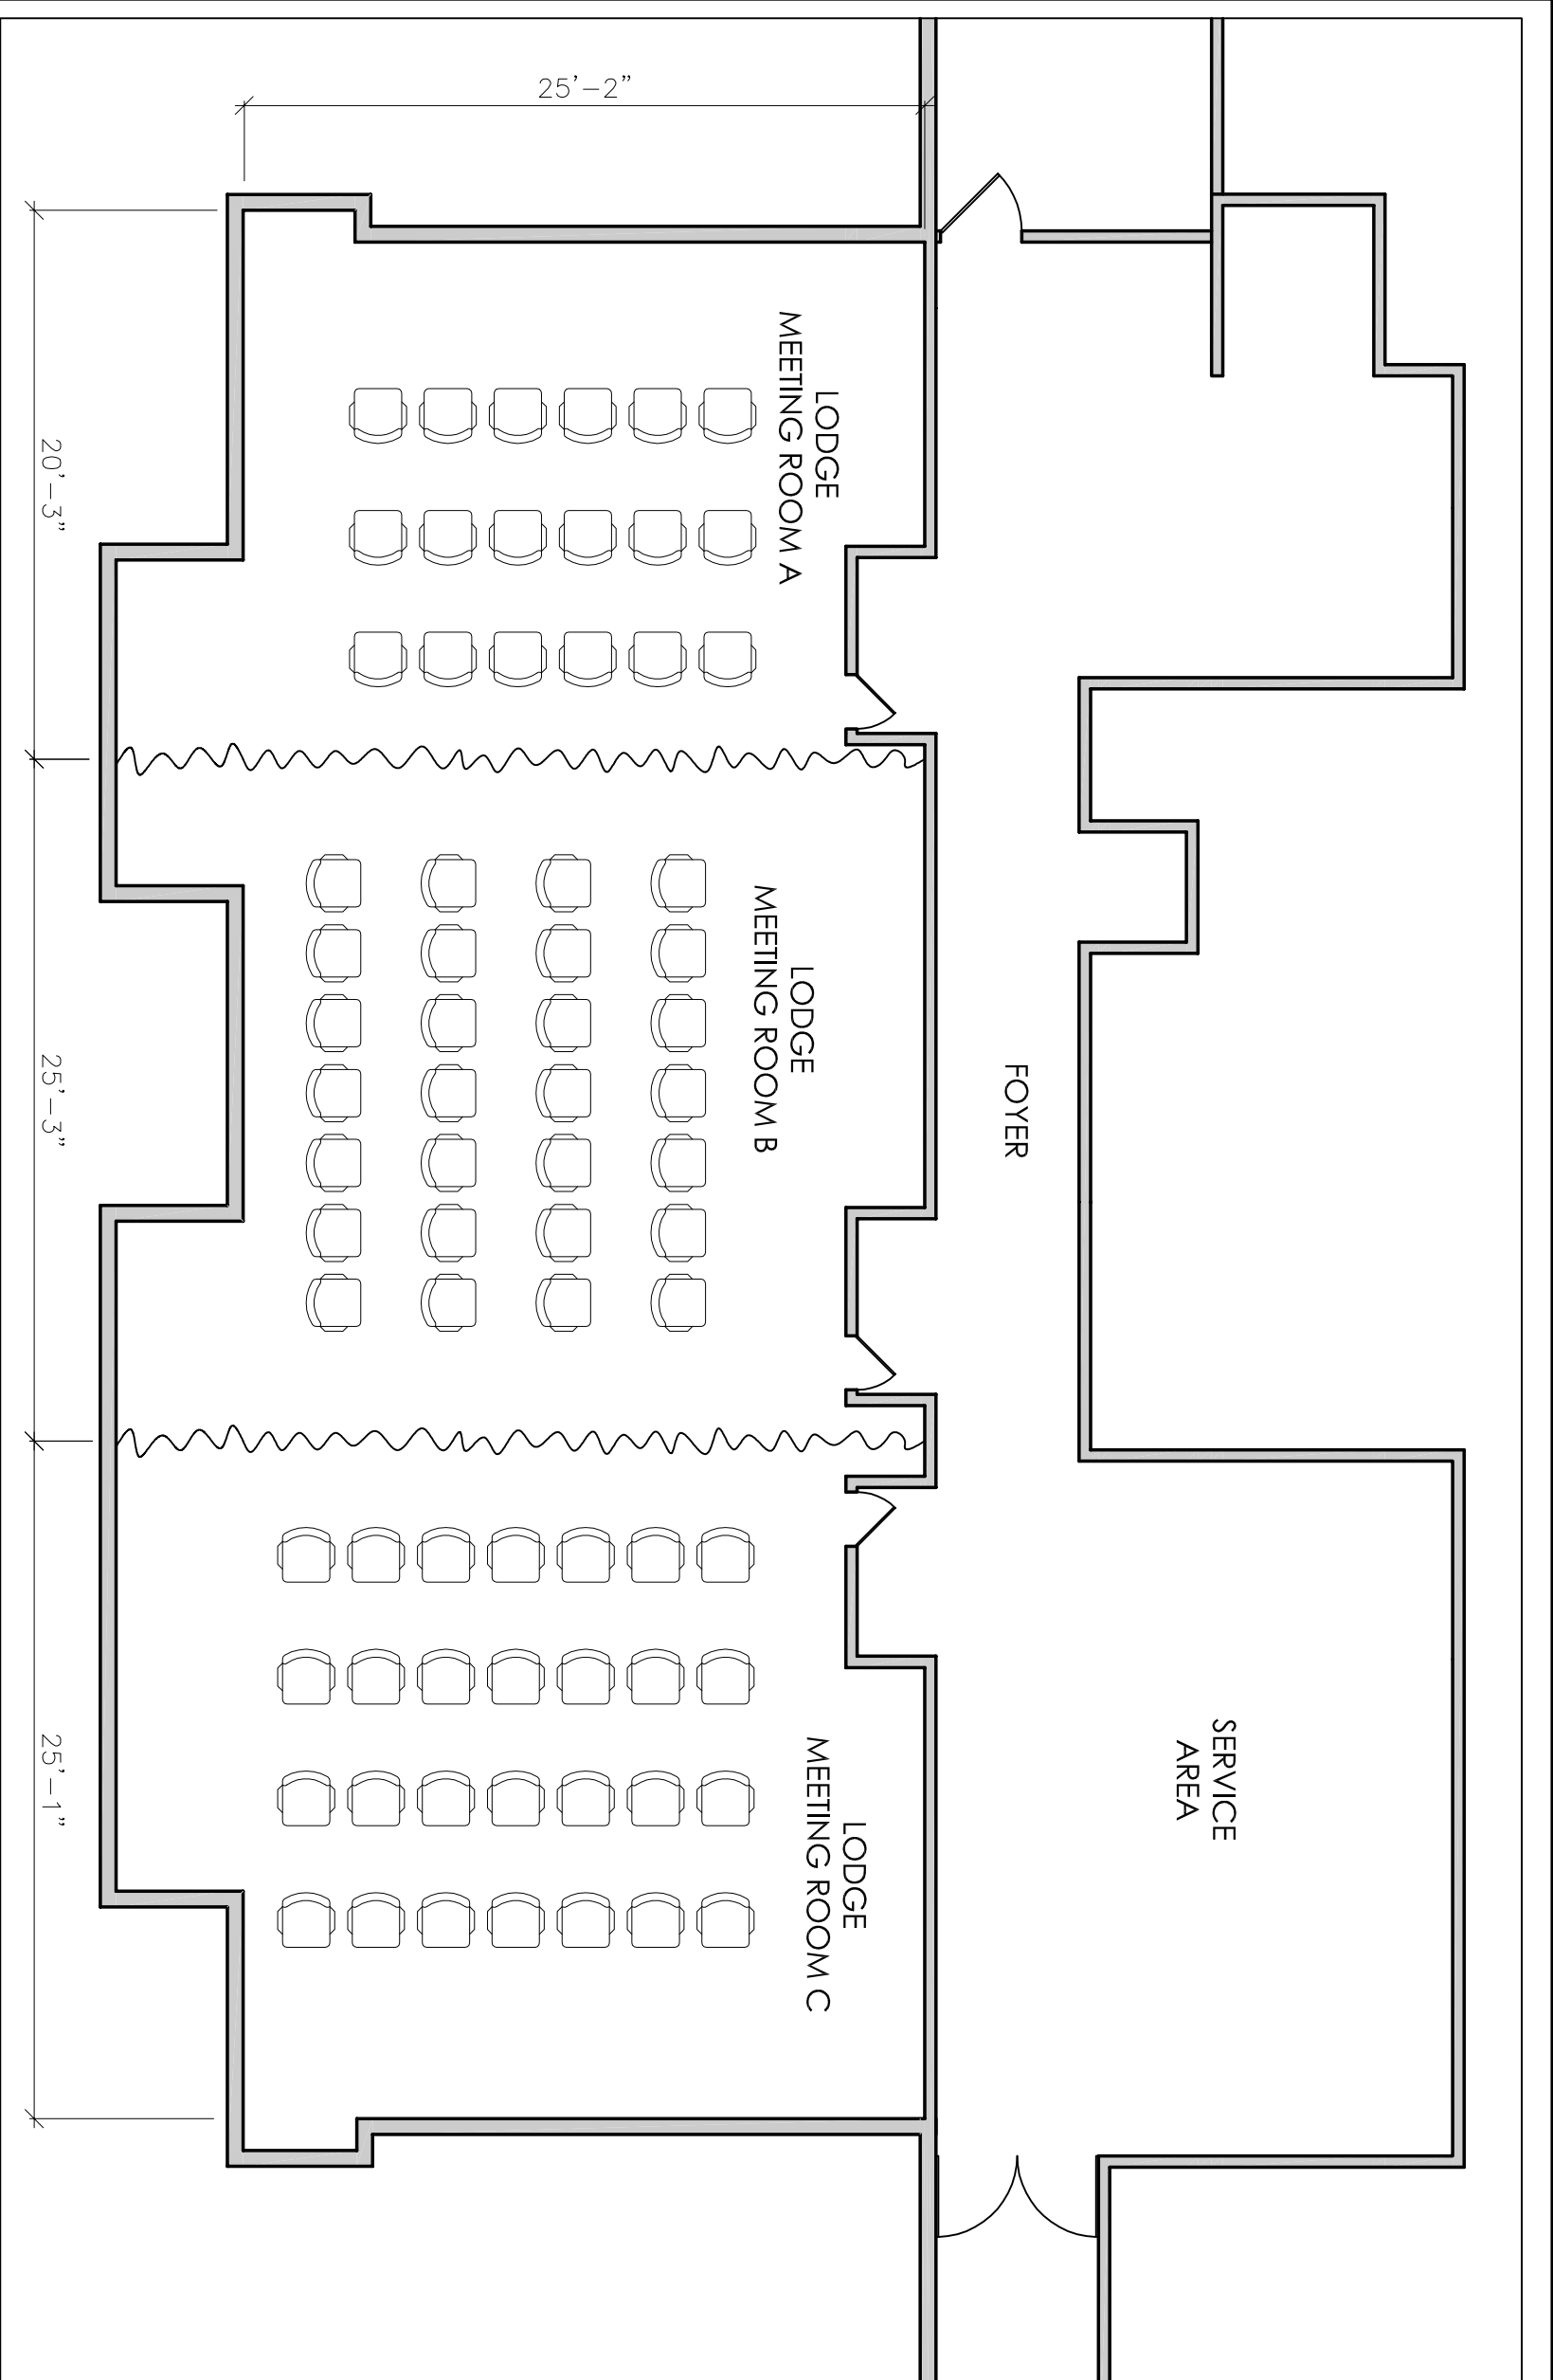 25'-2"
LODGE
MEETING ROOM A
20'-3"
LODGE
MEETING ROOM B
25'-3"
FOYER
LODGE
MEETING ROOM C
25'-1"
SERVICE
AREA